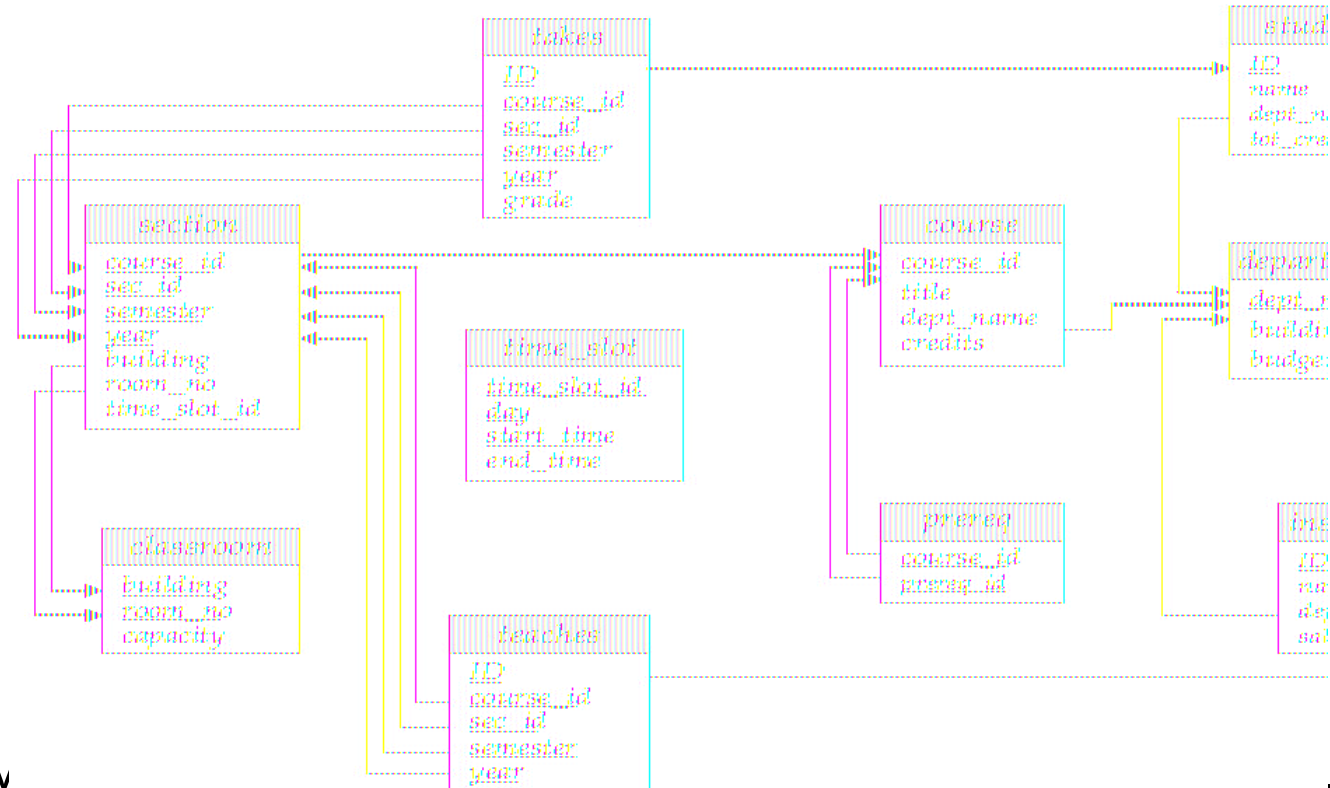 takes
ID
course_id
sec_id
semester
year
grade
ID
name
section
course_id
sec_id
semester
year
building
room_no
time_slot_id
course
course_id
title
dept_name
credits
time_slot
time_slot_id
day
start_time
end_time
prereq
course_id
prereq_id
classroom
building
room_no
capacity
teaches
ID
course_id
sec_id
semester
year
ID